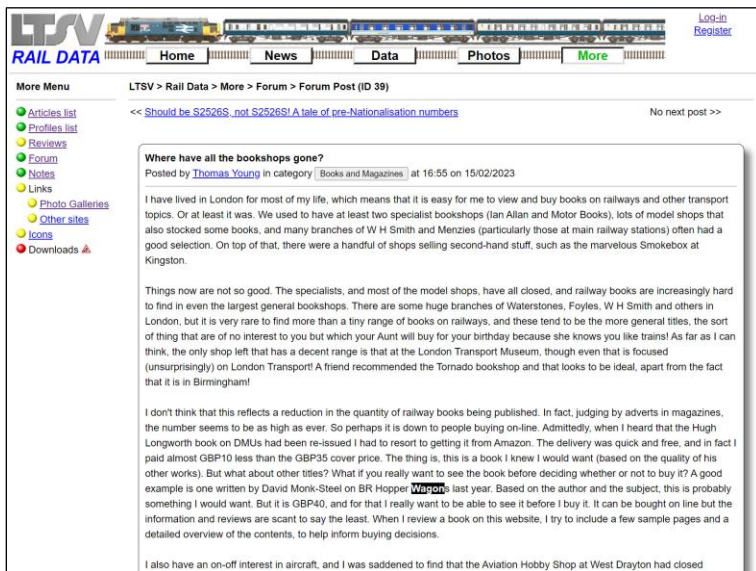 LTSV
RAIL DATA
Home
News
Data
Photos
More
Log-in
Register
More Menu
Articles list
Profiles list
Reviews
Forum
Notes
Links
Photo Galleries
Other sites
Icons
Downloads
LTSV > Rail Data > More > Forum > Forum Post (ID 39)
<< Should be S2526S, not S2526S! A tale of pre-Nationalisation numbers
No next post >>
Where have all the bookshops gone?
Posted by Thomas Young in category Books and Magazines at 16:55 on 15/02/2023
I have lived in London for most of my life, which means that it is easy for me to view and buy books on railways and other transport
topics. Or at least it was. We used to have at least two specialist bookshops (Ian Allan and Motor Books), lots of model shops that
also stocked some books, and many branches of W H Smith and Menzies (particularly those at main railway stations) often had a
good selection. On top of that, there were a handful of shops selling second-hand stuff, such as the marvelous Smokebox at
Kingston.
Things now are not so good. The specialists, and most of the model shops, have all closed, and railway books are increasingly hard
to find in even the largest general bookshops. There are some huge branches of Waterstones, Foyles, W H Smith and others in
London, but it is very rare to find more than a tiny range of books on railways, and these tend to be the more general titles, the sort
of thing that are of no interest to you but which your Aunt will buy for your birthday because she knows you like trains! As far as I can
think, the only shop left that has a decent range is that at the London Transport Museum, though even that is focused
(unsurprisingly) on London Transport! A friend recommended the Tornado bookshop and that looks to be ideal, apart from the fact
that it is in Birmingham!
I don't think that this reflects a reduction in the quantity of railway books being published. In fact, judging by adverts in magazines,
the number seems to be as high as ever. So perhaps it is down to people buying on-line. Admittedly, when I heard that the Hugh
Longworth book on DMUs had been re-issued I had to resort to getting it from Amazon. The delivery was quick and free, and in fact I
paid almost GBP10 less than the GBP35 cover price. The thing is, this is a book I knew I would want (based on the quality of his
other works). But what about other titles? What if you really want to see the book before deciding whether or not to buy it? A good
example is one written by David Monk-Steel on BR Hopper Wagons last year. Based on the author and the subject, this is probably
something I would want. But it is GBP40, and for that I really want to be able to see it before I buy it. It can be bought on line but the
information and reviews are scant to say the least. When I review a book on this website, I try to include a few sample pages and a
detailed overview of the contents, to help inform buying decisions.
I also have an on-off interest in aircraft, and I was saddened to find that the Aviation Hobby Shop at West Drayton had closed